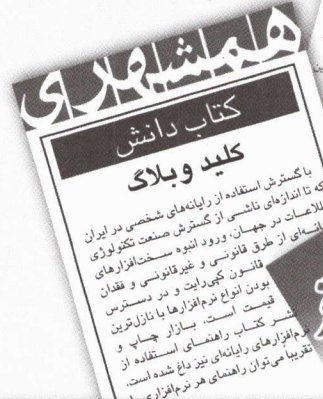 همشهری
کتاب دانش
کلید وبلاگ
با گسترش استفاده از رایانه‌های شخصی در ایران
که تا اندازه‌ای ناشی از گسترش صنعت تکنولوژی
اطلاعات در جهان، ورود انبوه سخت‌افزارهای
رایانه‌ای از طرق قانونی و غیرقانونی و فقدان
قانون کپی‌رایت و در دسترس
بودن انواع نرم‌افزارها با نازل‌ترین
قیمت است. بازار چاپ و
نشر کتاب راهنمای استفاده از
نرم‌افزارهای رایانه‌ای نیز داغ شده است.
تقریبا می‌توان راهنمای هر نرم‌افزاری